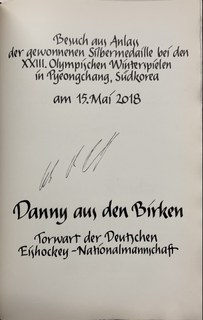 Besuch aus Anlass
der gewonnenen Silbermedaille bei den
XXIII. Olympischen Winterspielen
in Pyeongchang, Südkorea
am 15. Mai 2018
Danny aus den Birken
Torwart der Deutschen
Eishockey-Nationalmannschaft